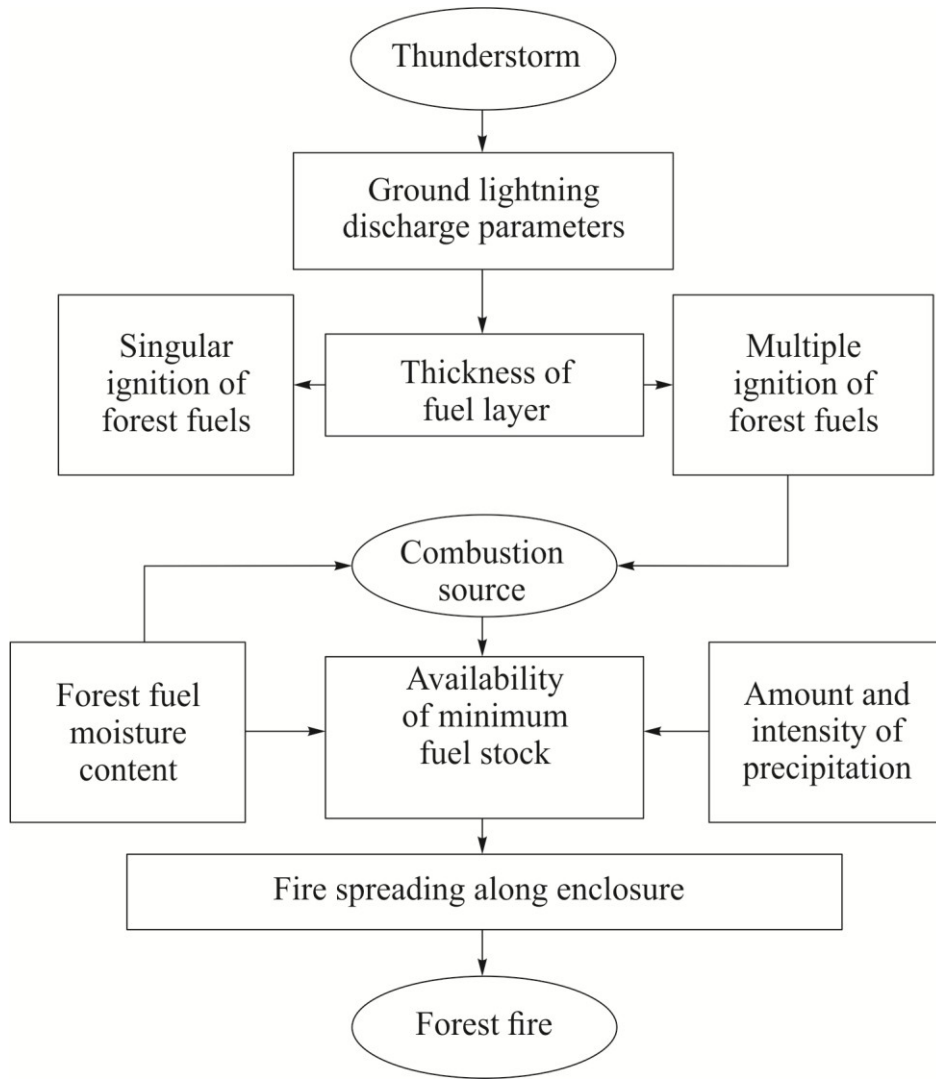 Thunderstorm
Ground lightning
discharge parameters
Singular
ignition of
forest fuels
Thickness of
fuel layer
Multiple
ignition of
forest fuels
Combustion
source
Forest fuel
moisture
content
Availability
of minimum
fuel stock
Amount and
intensity of
precipitation
Fire spreading along enclosure
Forest fire